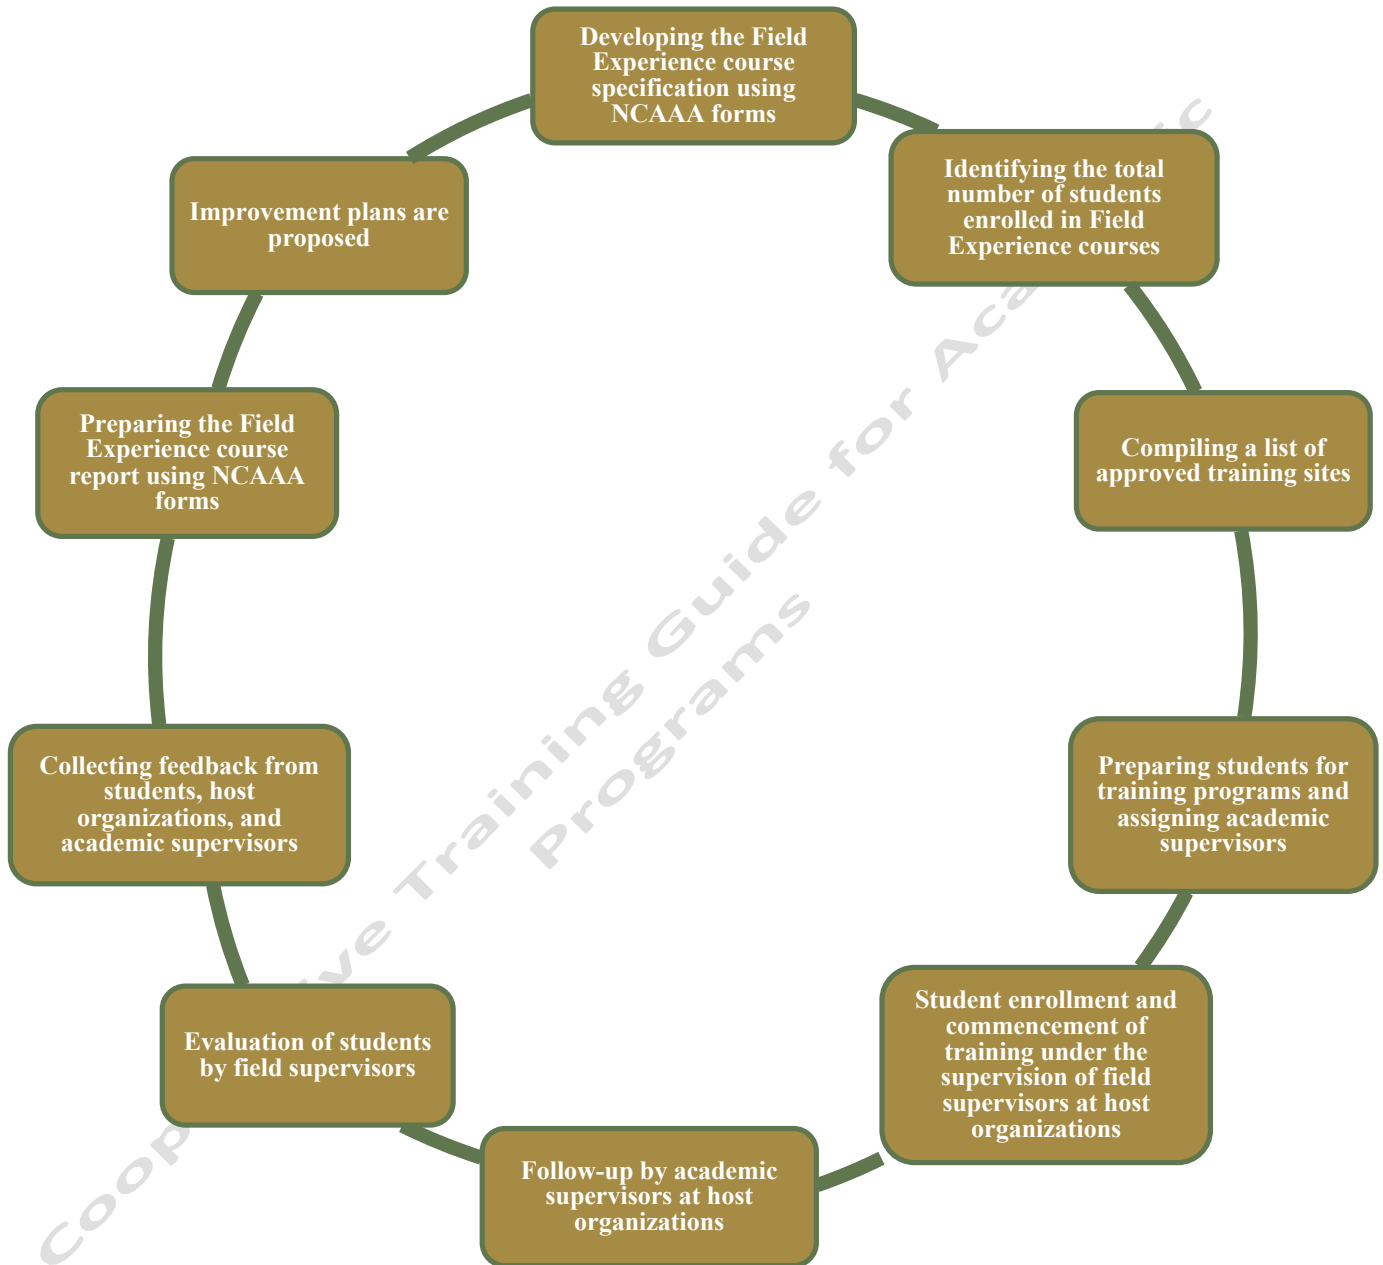 Developing the Field
Experience course
specification using
NCAAA forms
Identifying the total
number of students
enrolled in Field
Experience courses
Compiling a list of
approved training sites
Preparing students for
training programs and
assigning academic
supervisors
Student enrollment and
commencement of
training under the
supervision of field
supervisors at host
organizations
Follow-up by academic
supervisors at host
organizations
Evaluation of students
by field supervisors
Collecting feedback from
students, host
organizations, and
academic supervisors
Preparing the Field
Experience course
report using NCAAA
forms
Improvement plans are
proposed
Training Guide for
Programs